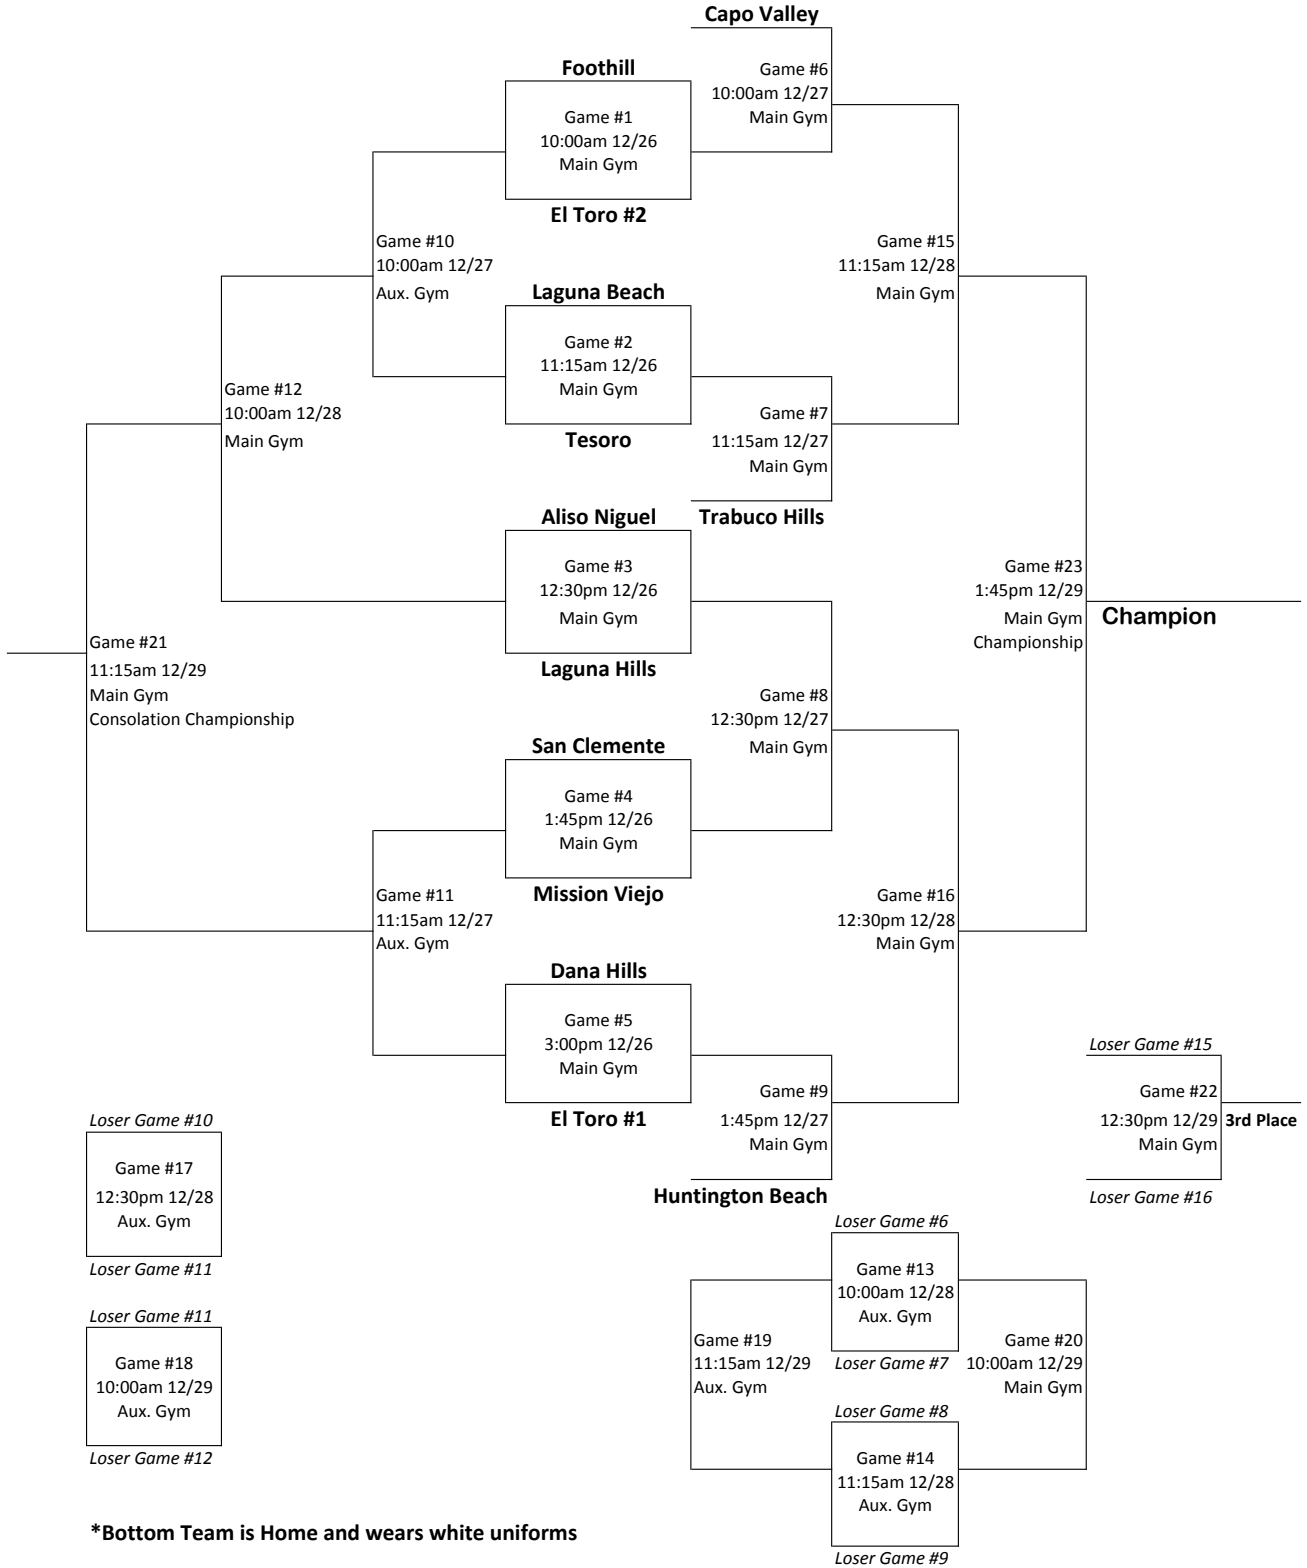 Capo Valley
Foothill
Game #6
10:00am 12/27
Main Gym
Game #1
10:00am 12/26
Main Gym
El Toro #2
Game #10
10:00am 12/27
Aux. Gym
Game #15
11:15am 12/28
Main Gym
Laguna Beach
Game #2
11:15am 12/26
Main Gym
Game #12
10:00am 12/28
Main Gym
Game #7
11:15am 12/27
Main Gym
Tesoro
Aliso Niguel
Trabuco Hills
Game #3
12:30pm 12/26
Main Gym
Game #23
1:45pm 12/29
Main Gym
Championship
Champion
Game #21
11:15am 12/29
Main Gym
Consolation Championship
Laguna Hills
Game #8
12:30pm 12/27
Main Gym
San Clemente
Game #4
1:45pm 12/26
Main Gym
Mission Viejo
Game #11
11:15am 12/27
Aux. Gym
Game #16
12:30pm 12/28
Main Gym
Dana Hills
Game #5
3:00pm 12/26
Main Gym
El Toro #1
Loser Game #15
Game #22
12:30pm 12/29
Main Gym
3rd Place
Loser Game #16
Game #9
1:45pm 12/27
Main Gym
Huntington Beach
Loser Game #10
Game #17
12:30pm 12/28
Aux. Gym
Loser Game #11
Loser Game #6
Game #13
10:00am 12/28
Aux. Gym
Loser Game #7
Game #19
11:15am 12/29
Aux. Gym
Game #20
10:00am 12/29
Main Gym
Loser Game #11
Game #18
10:00am 12/29
Aux. Gym
Loser Game #12
Loser Game #8
Game #14
11:15am 12/28
Aux. Gym
Loser Game #9
*Bottom Team is Home and wears white uniforms